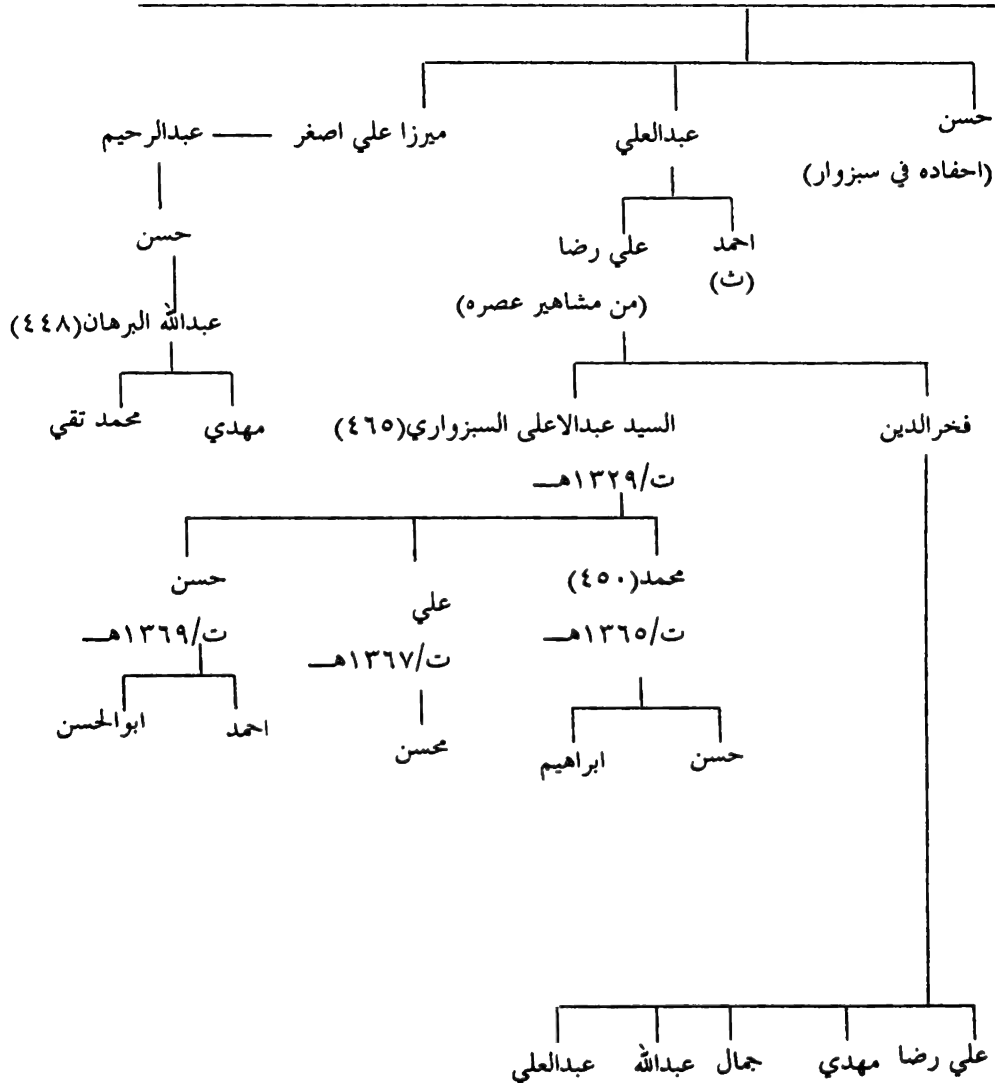 حسن
(احفاده في سبزوار)
عبدالعلي
ميرزا علي اصغر
عبدالرحيم
احمد
(ث)
علي رضا
(من مشاهير عصره)
حسن
عبدالله البرهان(٤٤٨)
مهدي
محمد تقي
فخرالدين
السيد عبدالاعلى السبزواري(٤٦٥)
ت/١٣٢٩هـ
محمد(٤٥٠)
ت/١٣٦٥هـ
علي
ت/١٣٦٧هـ
حسن
ت/١٣٦٩هـ
حسن
ابراهيم
محسن
احمد
ابوالحسن
علي رضا
مهدي
جمال
عبدالله
عبدالعلي